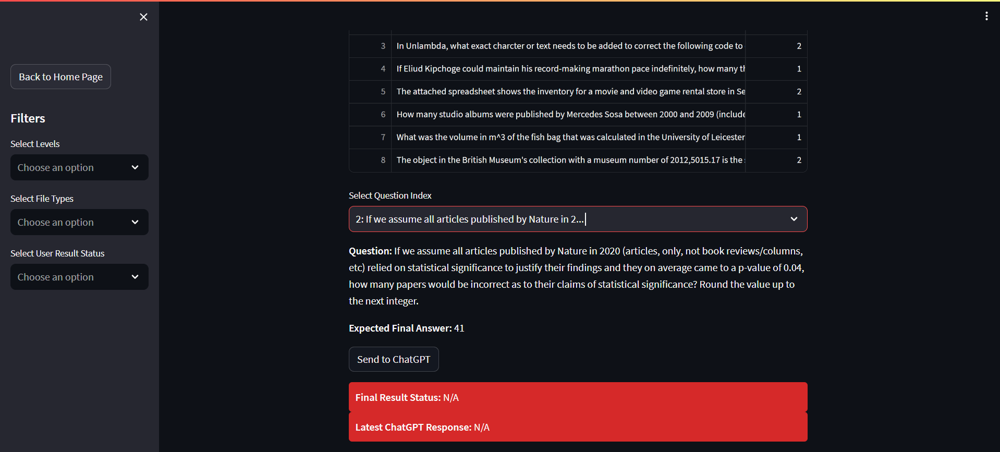 Back to Home Page
Filters
Select Levels
Choose an option
Select File Types
Choose an option
Select User Result Status
Choose an option
3 In Unlambda, what exact charcter or text needs to be added to correct the following code to 2
4 If Eliud Kipchoge could maintain his record-making marathon pace indefinitely, how many th 1
5 The attached spreadsheet shows the inventory for a movie and video game rental store in Se 2
6 How many studio albums were published by Mercedes Sosa between 2000 and 2009 (include 1
7 What was the volume in m^3 of the fish bag that was calculated in the University of Leicester 1
8 The object in the British Museum's collection with a museum number of 2012,5015.17 is the 2
Select Question Index
2: If we assume all articles published by Nature in 2...
Question: If we assume all articles published by Nature in 2020 (articles, only, not book reviews/columns,
etc) relied on statistical significance to justify their findings and they on average came to a p-value of 0.04,
how many papers would be incorrect as to their claims of statistical significance? Round the value up to
the next integer.
Expected Final Answer: 41
Send to ChatGPT
Final Result Status: N/A
Latest ChatGPT Response: N/A